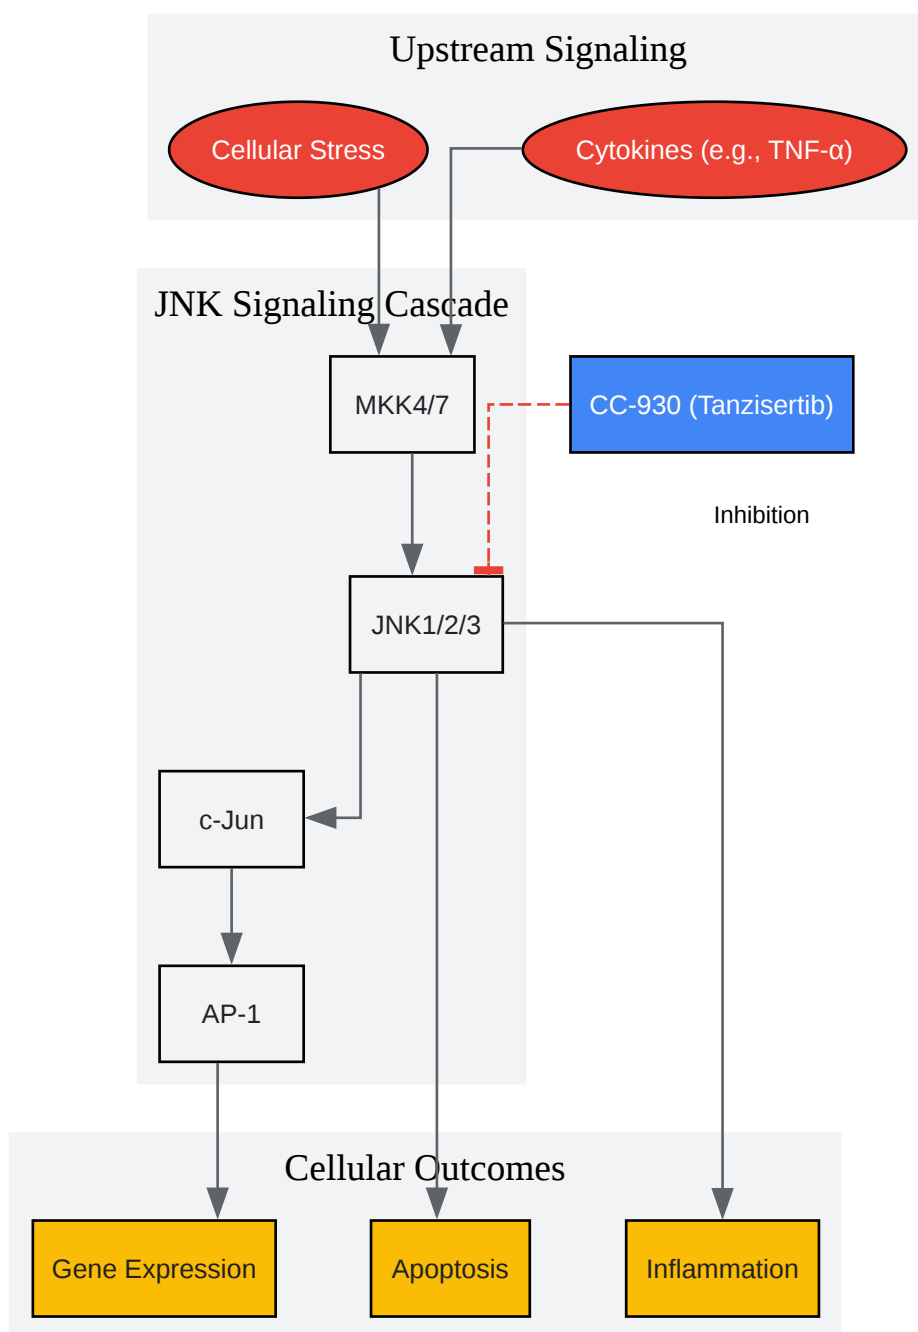 Upstream Signaling
Cellular Stress
Cytokines (e.g., TNF-α)
JNK Signaling Cascade
MKK4/7
CC-930 (Tanzisertib)
Inhibition
JNK1/2/3
c-Jun
AP-1
Cellular Outcomes
Gene Expression
Apoptosis
Inflammation